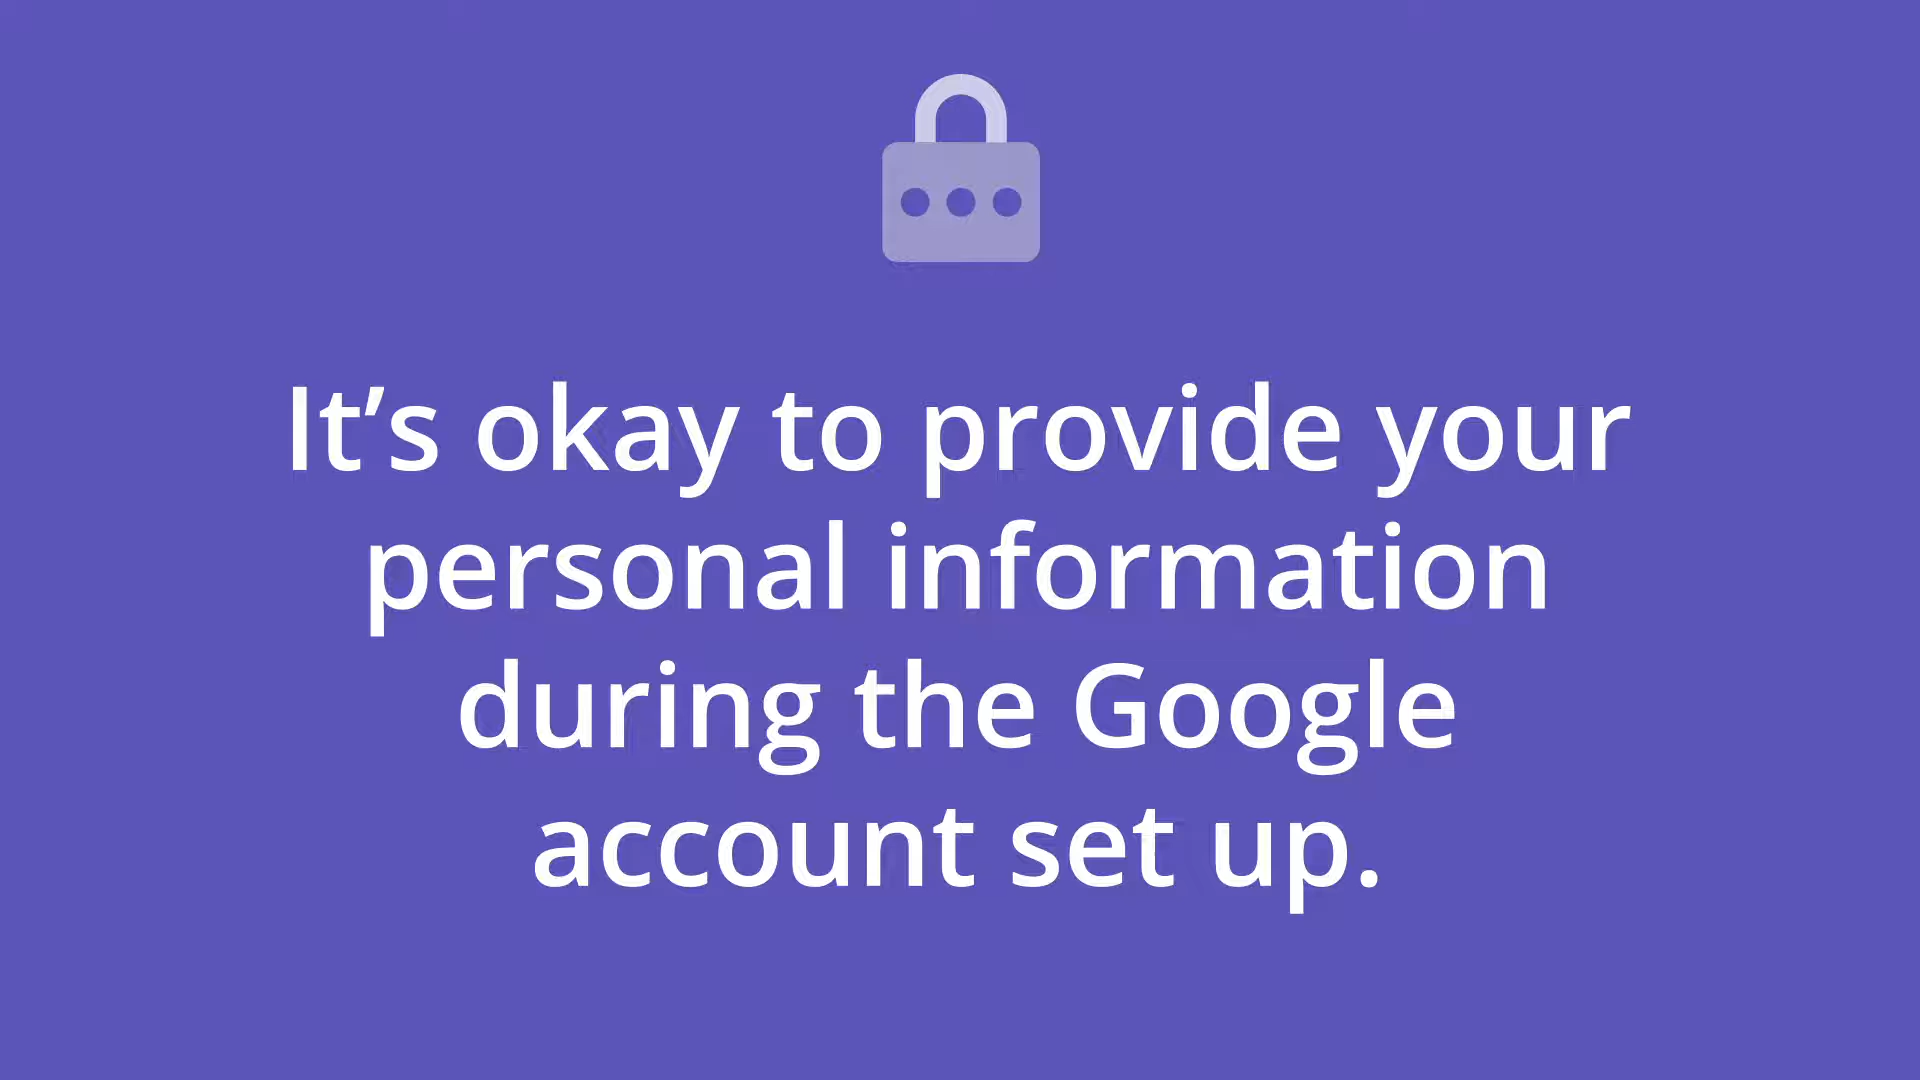 It’s okay to provide your
personal information
during the Google
account set up.